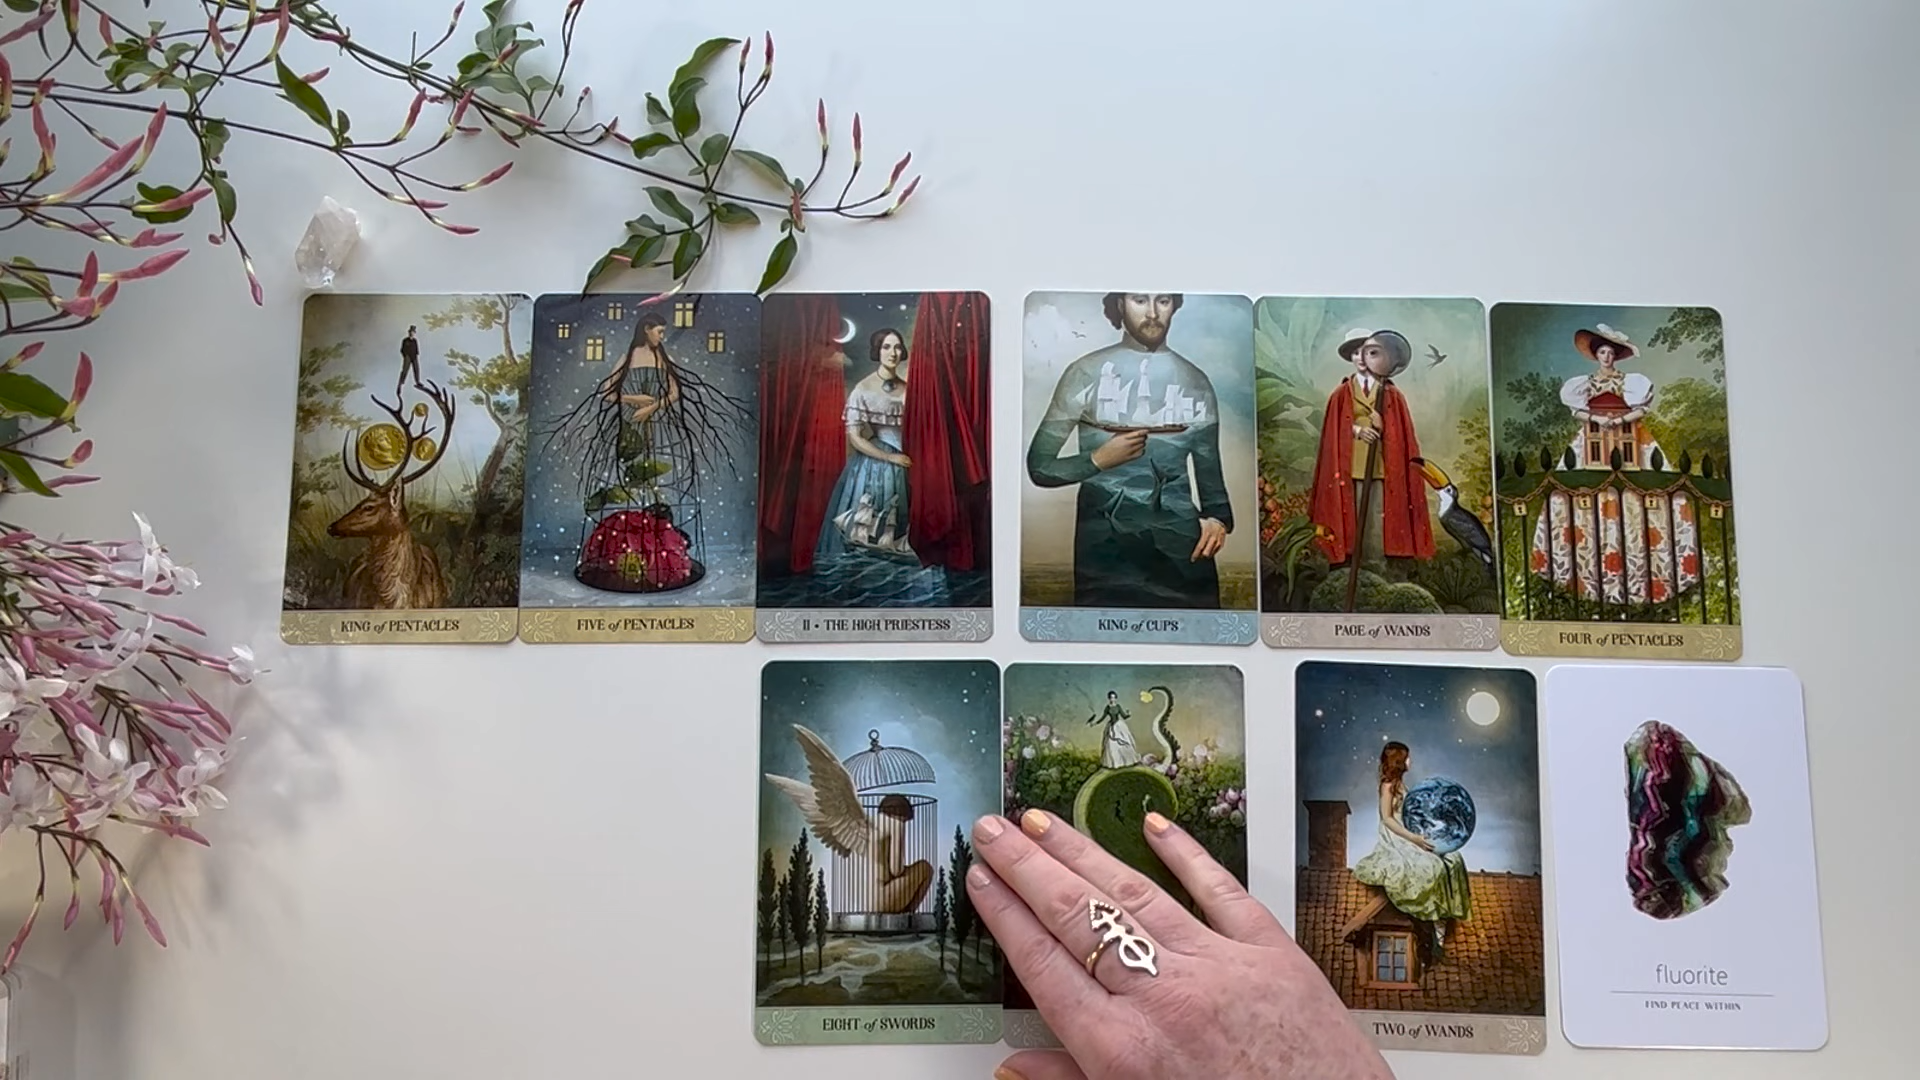 KING of PENTACLES
FIVE of PENTACLES
II • THE HIGH PRIESTESS
KING of CUPS
PAGE of WANDS
FOUR of PENTACLES
EIGHT of SWORDS
TWO of WANDS
fluorite
FIND PEACE WITHIN